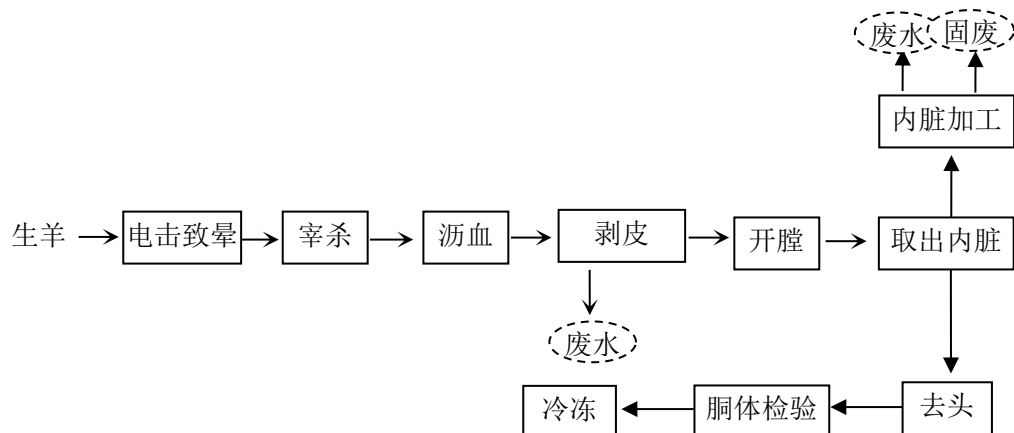 废水 固废
内脏加工
生羊 电击致晕 宰杀 沥血 剥皮 开膛 取出内脏
废水
冷冻 胴体检验 去头